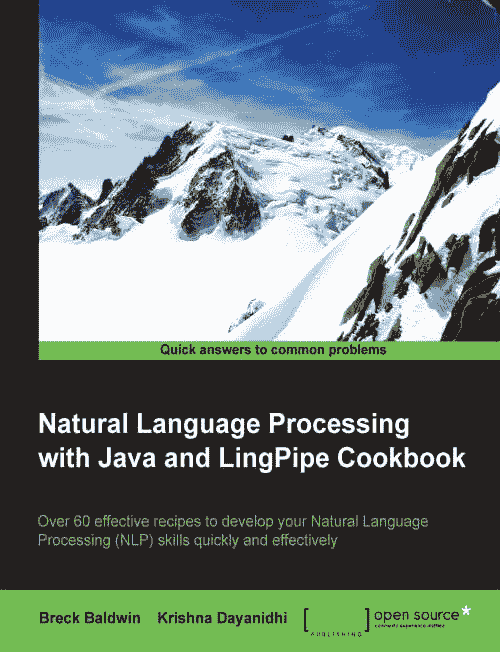 Quick answers to common problems
Natural Language Processing
with Java and LingPipe Cookbook
Over 60 effective recipes to develop your Natural Language
Processing (NLP) skills quickly and effectively
Breck Baldwin Krishna Dayanidhi
open source*
PUBLISHING